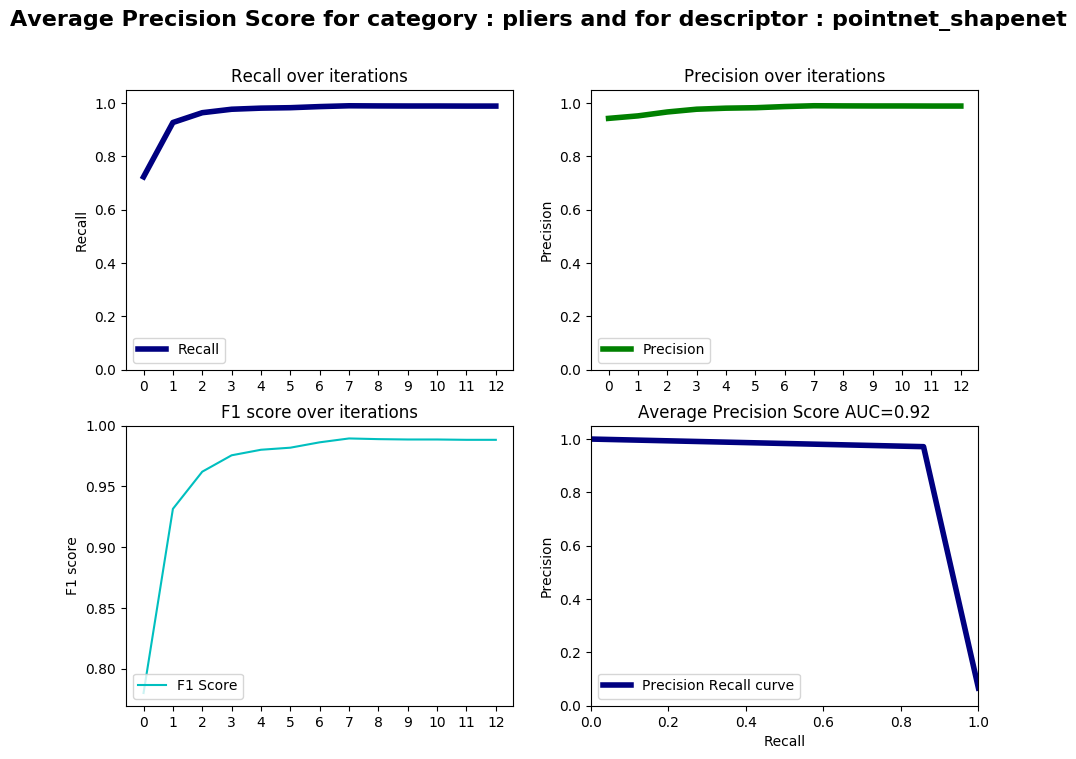 Average Precision Score for category : pliers and for descriptor : pointnet_shapenet
Recall over iterations
Recall
1.0
0.8
0.6
0.4
0.2
0.0
Recall
0 1 2 3 4 5 6 7 8 9 10 11 12
Precision over iterations
Precision
1.0
0.8
0.6
0.4
0.2
0.0
Precision
0 1 2 3 4 5 6 7 8 9 10 11 12
F1 score over iterations
F1 score
1.00
0.95
0.90
0.85
0.80
F1 Score
0 1 2 3 4 5 6 7 8 9 10 11 12
Average Precision Score AUC=0.92
Precision
1.0
0.8
0.6
0.4
0.2
0.0
Precision Recall curve
0.0 0.2 0.4 0.6 0.8 1.0
Recall